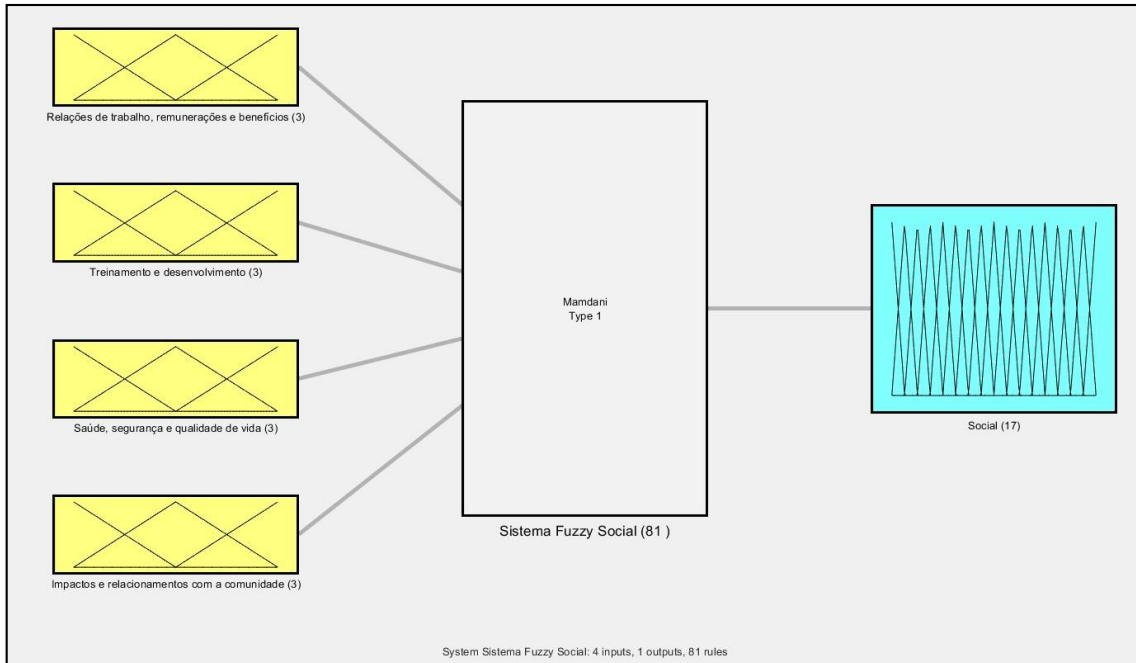 Relações de trabalho, remunerações e benefícios (3)
Treinamento e desenvolvimento (3)
Saúde, segurança e qualidade de vida (3)
Impactos e relacionamentos com a comunidade (3)
Mamdani
Type 1
Sistema Fuzzy Social (81 )
Social (17)
System Sistema Fuzzy Social: 4 inputs, 1 outputs, 81 rules